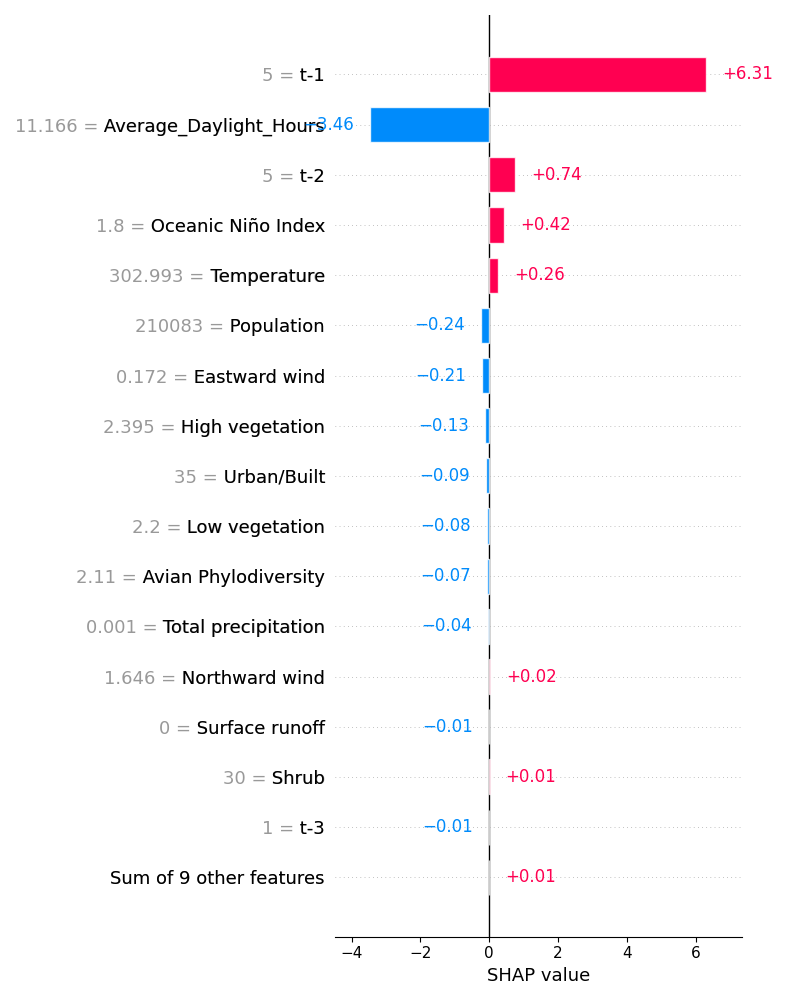 5 = t-1 +6.31
11.166 = Average_Daylight_Hours −3.46
5 = t-2 +0.74
1.8 = Oceanic Niño Index +0.42
302.993 = Temperature +0.26
210083 = Population −0.24
0.172 = Eastward wind −0.21
2.395 = High vegetation −0.13
35 = Urban/Built −0.09
2.2 = Low vegetation −0.08
2.11 = Avian Phylodiversity −0.07
0.001 = Total precipitation −0.04
1.646 = Northward wind +0.02
0 = Surface runoff −0.01
30 = Shrub +0.01
1 = t-3 −0.01
Sum of 9 other features +0.01
−4 −2 0 2 4 6
SHAP value